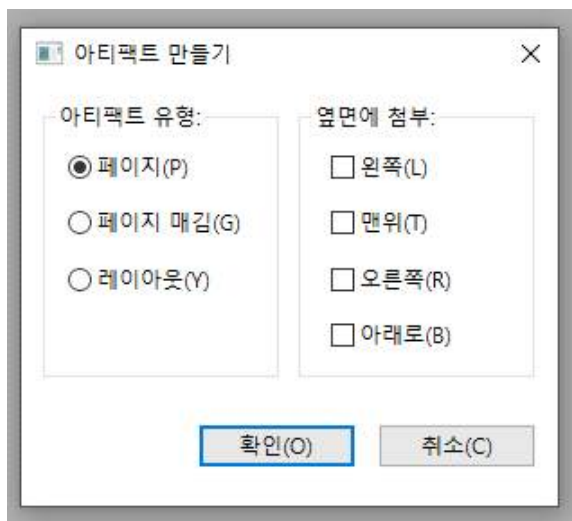 아티팩트 만들기
아티팩트 유형:
페이지(P)
페이지 매김(G)
레이아웃(Y)
옆면에 첨부:
왼쪽(L)
맨위(T)
오른쪽(R)
아래로(B)
확인(O)
취소(C)